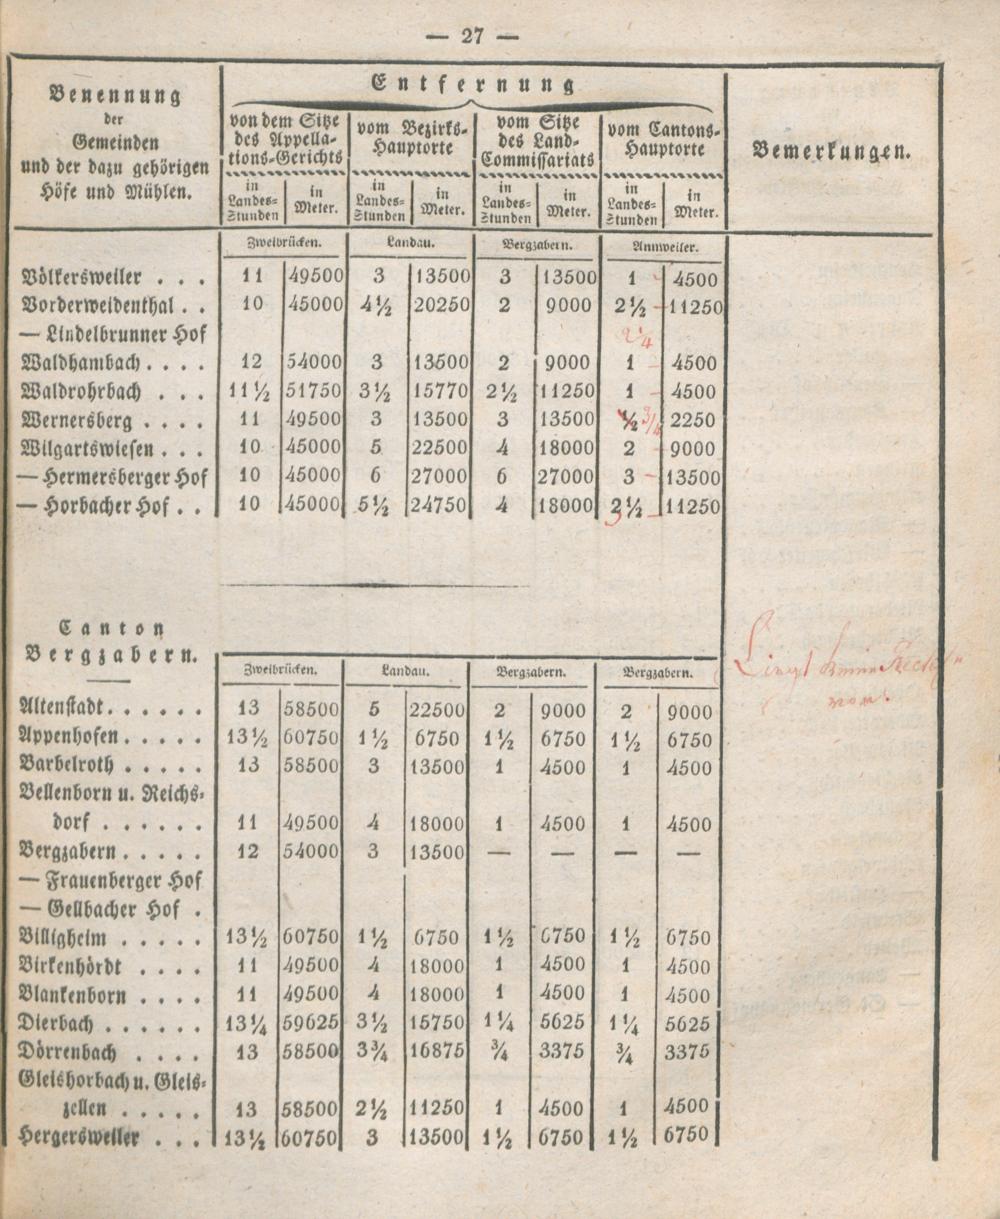 — 27 —
Benennung
der
Gemeinden
und der dazu gehörigen
Höfe und Mühlen.
Entfernung
von dem Sitze
des Appella-
tions-Gerichts
vom Bezirks-
Hauptorte
vom Sitze
des Land-
Commissariats
vom Cantons-
Hauptorte
Bemerkungen.
in Landes-Stunden in Meter. in Landes-Stunden in Meter. in Landes-Stunden in Meter. in Landes-Stunden in Meter.
Zweibrücken. Landau. Bergzabern. Annweiler.
Völkersweiler . . . 11 49500 3 13500 3 13500 1 4500
Vorderweidenthal . . 10 45000 4½ 20250 2 9000 2½ 11250
— Lindelbrunner Hof 2¼
Waldhambach . . . . 12 54000 3 13500 2 9000 1 4500
Waldrohrbach . . . 11½ 51750 3½ 15770 2½ 11250 1 4500
Wernersberg . . . . 11 49500 3 13500 3 13500 ½ ¾ 2250
Wilgartswiesen . . . 10 45000 5 22500 4 18000 2 9000
— Hermersberger Hof 10 45000 6 27000 6 27000 3 13500
— Horbacher Hof . . 10 45000 5½ 24750 4 18000 2½ 11250
3
Canton
Bergzabern.
Zweibrücken. Landau. Bergzabern. Bergzabern.
Altenstadt . . . . . . 13 58500 5 22500 2 9000 2 9000
Appenhofen . . . . . 13½ 60750 1½ 6750 1½ 6750 1½ 6750
Barbelroth . . . . . 13 58500 3 13500 1 4500 1 4500
Bellenborn u. Reichs-
dorf . . . . . . 11 49500 4 18000 1 4500 1 4500
Bergzabern . . . . . 12 54000 3 13500 — — — —
— Frauenberger Hof
— Gellbacher Hof .
Billigheim . . . . . 13½ 60750 1½ 6750 1½ 6750 1½ 6750
Birkenhördt . . . . 11 49500 4 18000 1 4500 1 4500
Blankenborn . . . . 11 49500 4 18000 1 4500 1 4500
Dierbach . . . . . . 13¼ 59625 3½ 15750 1¼ 5625 1¼ 5625
Dörrenbach . . . . 13 58500 3¾ 16875 ¾ 3375 ¾ 3375
Gleishorbach u. Gleis-
zellen . . . . . 13 58500 2½ 11250 1 4500 1 4500
Hergersweiler . . . 13½ 60750 3 13500 1½ 6750 1½ 6750